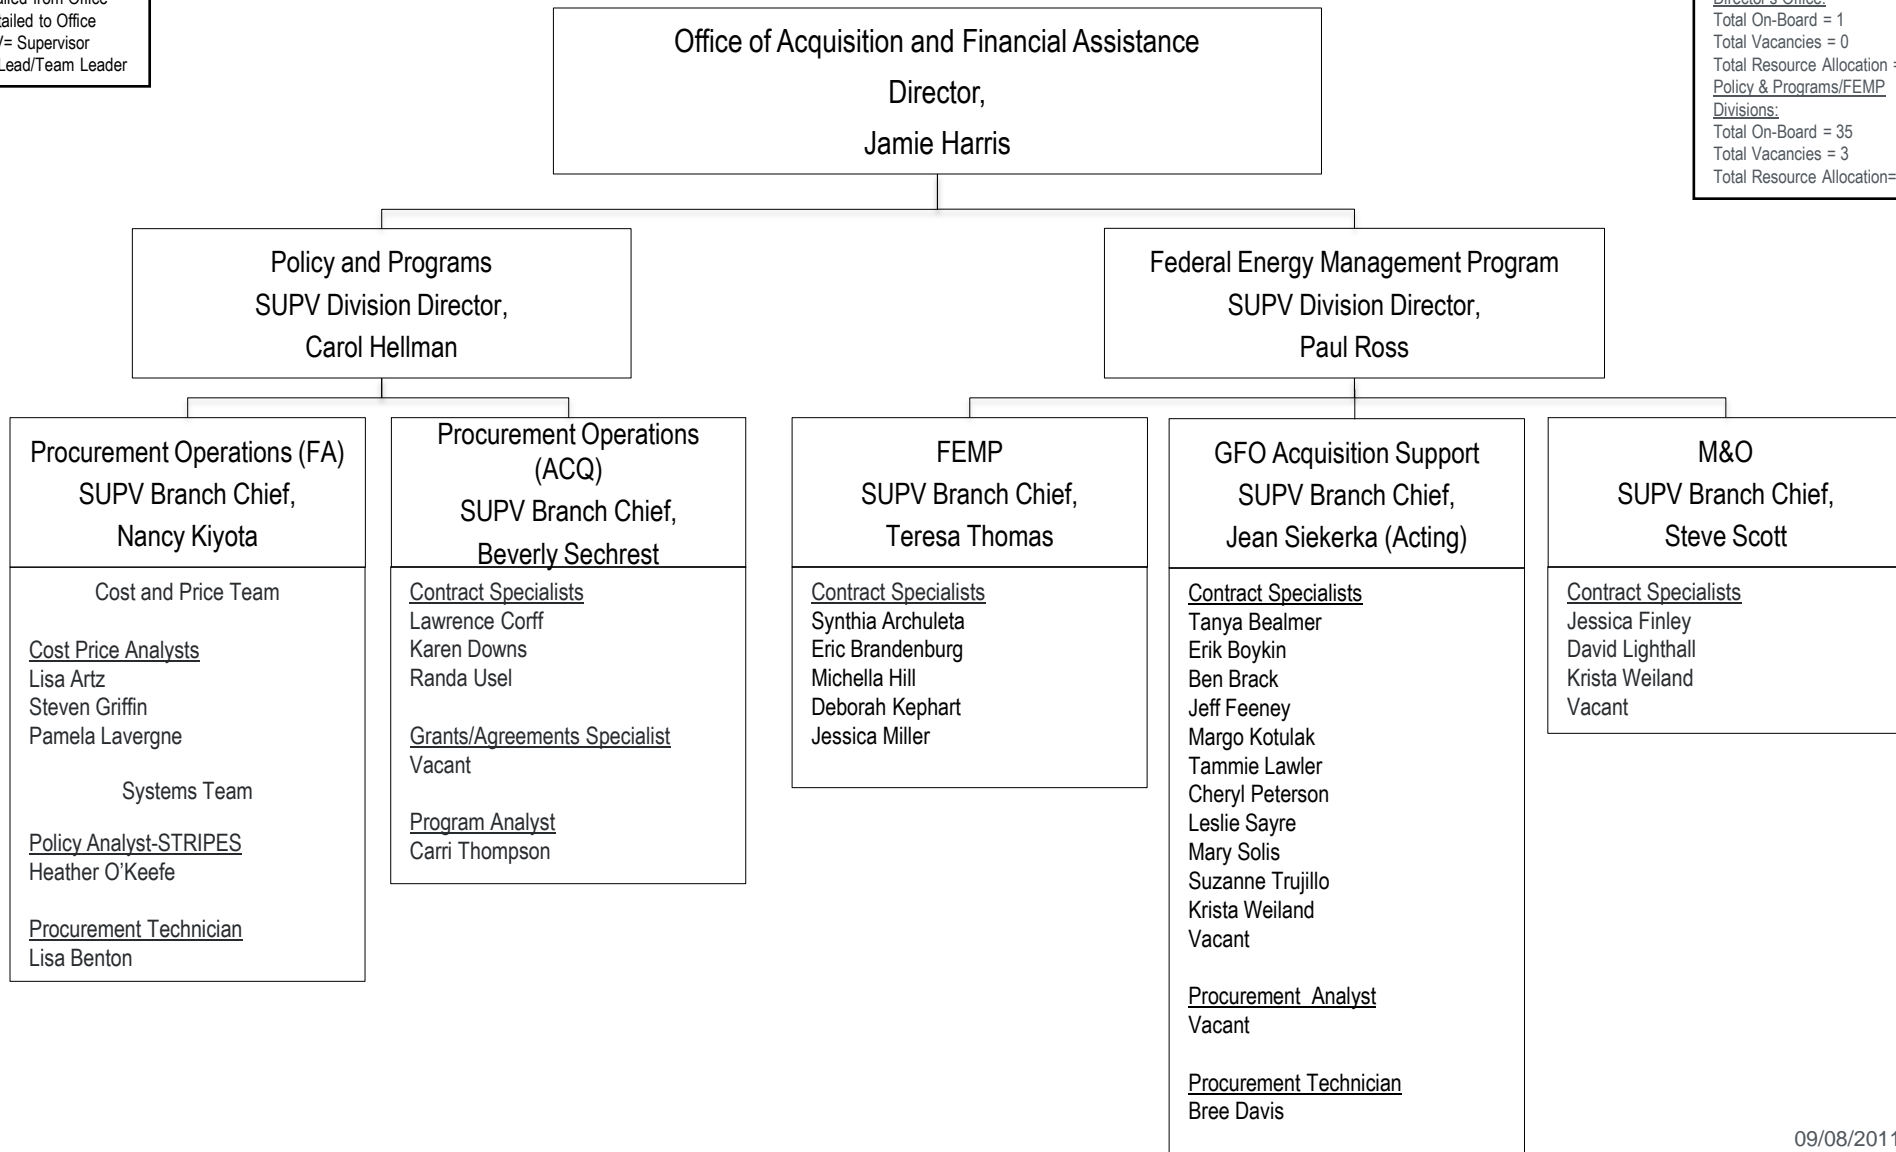 from Office
to Office
= Supervisor
Lead/Team Leader
Office of Acquisition and Financial Assistance
Director,
Jamie Harris
Director's Office:
Total On-Board = 1
Total Vacancies = 0
Total Resource Allocation =
Policy & Programs/FEMP
Divisions:
Total On-Board = 35
Total Vacancies = 3
Total Resource Allocation=
Policy and Programs
SUPV Division Director,
Carol Hellman
Federal Energy Management Program
SUPV Division Director,
Paul Ross
Procurement Operations (FA)
SUPV Branch Chief,
Nancy Kiyota
Cost and Price Team
Cost Price Analysts
Lisa Artz
Steven Griffin
Pamela Lavergne
Systems Team
Policy Analyst-STRIPES
Heather O’Keefe
Procurement Technician
Lisa Benton
Procurement Operations
(ACQ)
SUPV Branch Chief,
Beverly Sechrest
Contract Specialists
Lawrence Corff
Karen Downs
Randa Usel
Grants/Agreements Specialist
Vacant
Program Analyst
Carri Thompson
FEMP
SUPV Branch Chief,
Teresa Thomas
Contract Specialists
Synthia Archuleta
Eric Brandenburg
Michella Hill
Deborah Kephart
Jessica Miller
GFO Acquisition Support
SUPV Branch Chief,
Jean Siekerka (Acting)
Contract Specialists
Tanya Bealmer
Erik Boykin
Ben Brack
Jeff Feeney
Margo Kotulak
Tammie Lawler
Cheryl Peterson
Leslie Sayre
Mary Solis
Suzanne Trujillo
Krista Weiland
Vacant
Procurement Analyst
Vacant
Procurement Technician
Bree Davis
M&O
SUPV Branch Chief,
Steve Scott
Contract Specialists
Jessica Finley
David Lighthall
Krista Weiland
Vacant
09/08/2011